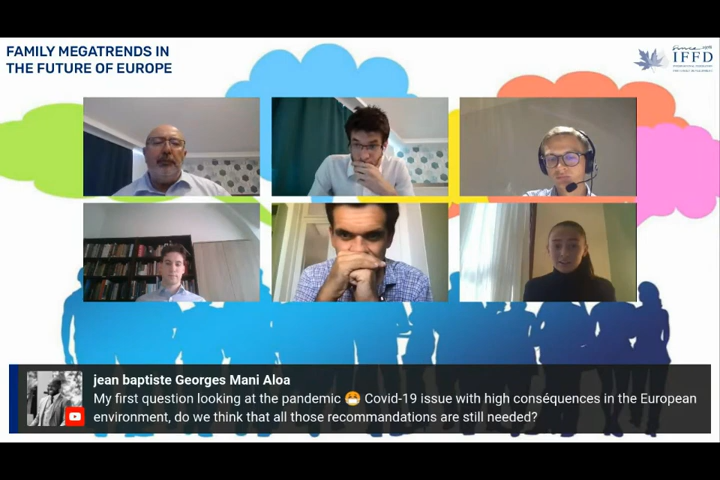 FAMILY MEGATRENDS IN
THE FUTURE OF EUROPE
IFFD
jean baptiste Georges Mani Aloa
My first question looking at the pandemic 😷 Covid-19 issue with high conséquences in the European
environment, do we think that all those recommandations are still needed?